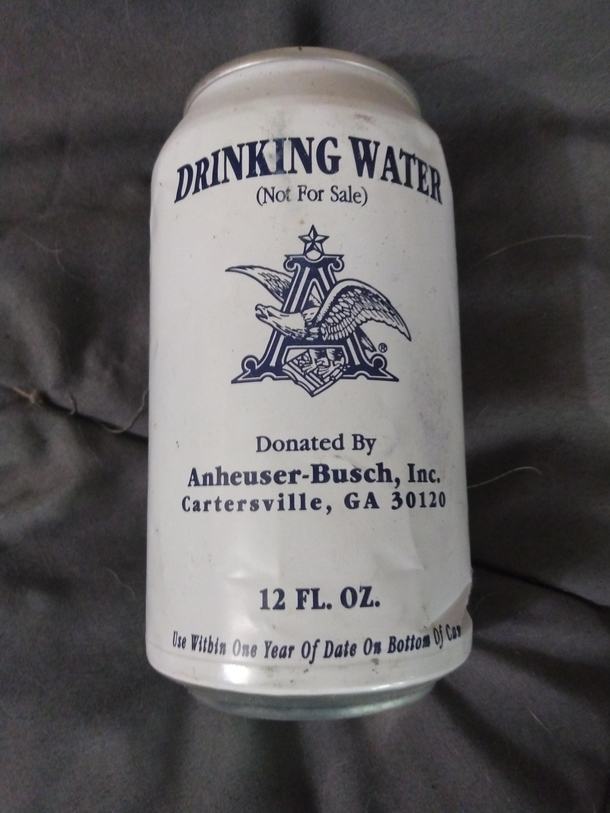 DRINKING WATER
(Not For Sale)
A
®
Donated By
Anheuser-Busch, Inc.
Cartersville, GA 30120
12 FL. OZ.
Use Within One Year Of Date On Bottom Of Can